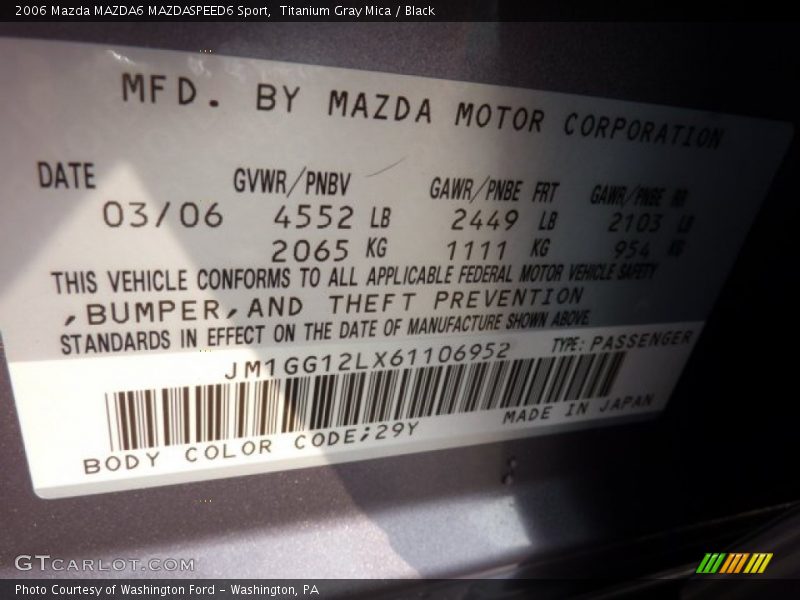 2006 Mazda MAZDA6 MAZDASPEED6 Sport,  Titanium Gray Mica / Black
MFD. BY MAZDA MOTOR CORPORATION
DATE GVWR/PNBV GAWR/PNBE FRT GAWR/PNBE RR
03/06 4552 LB 2449 LB 2103 LB
2065 KG 1111 KG 954 KG
THIS VEHICLE CONFORMS TO ALL APPLICABLE FEDERAL MOTOR VEHICLE SAFETY
,BUMPER,AND THEFT PREVENTION
STANDARDS IN EFFECT ON THE DATE OF MANUFACTURE SHOWN ABOVE.
JM1GG12LX61106952 TYPE: PASSENGER
BODY COLOR CODE;29Y MADE IN JAPAN
GTCARLOT.COM
Photo Courtesy of Washington Ford - Washington, PA